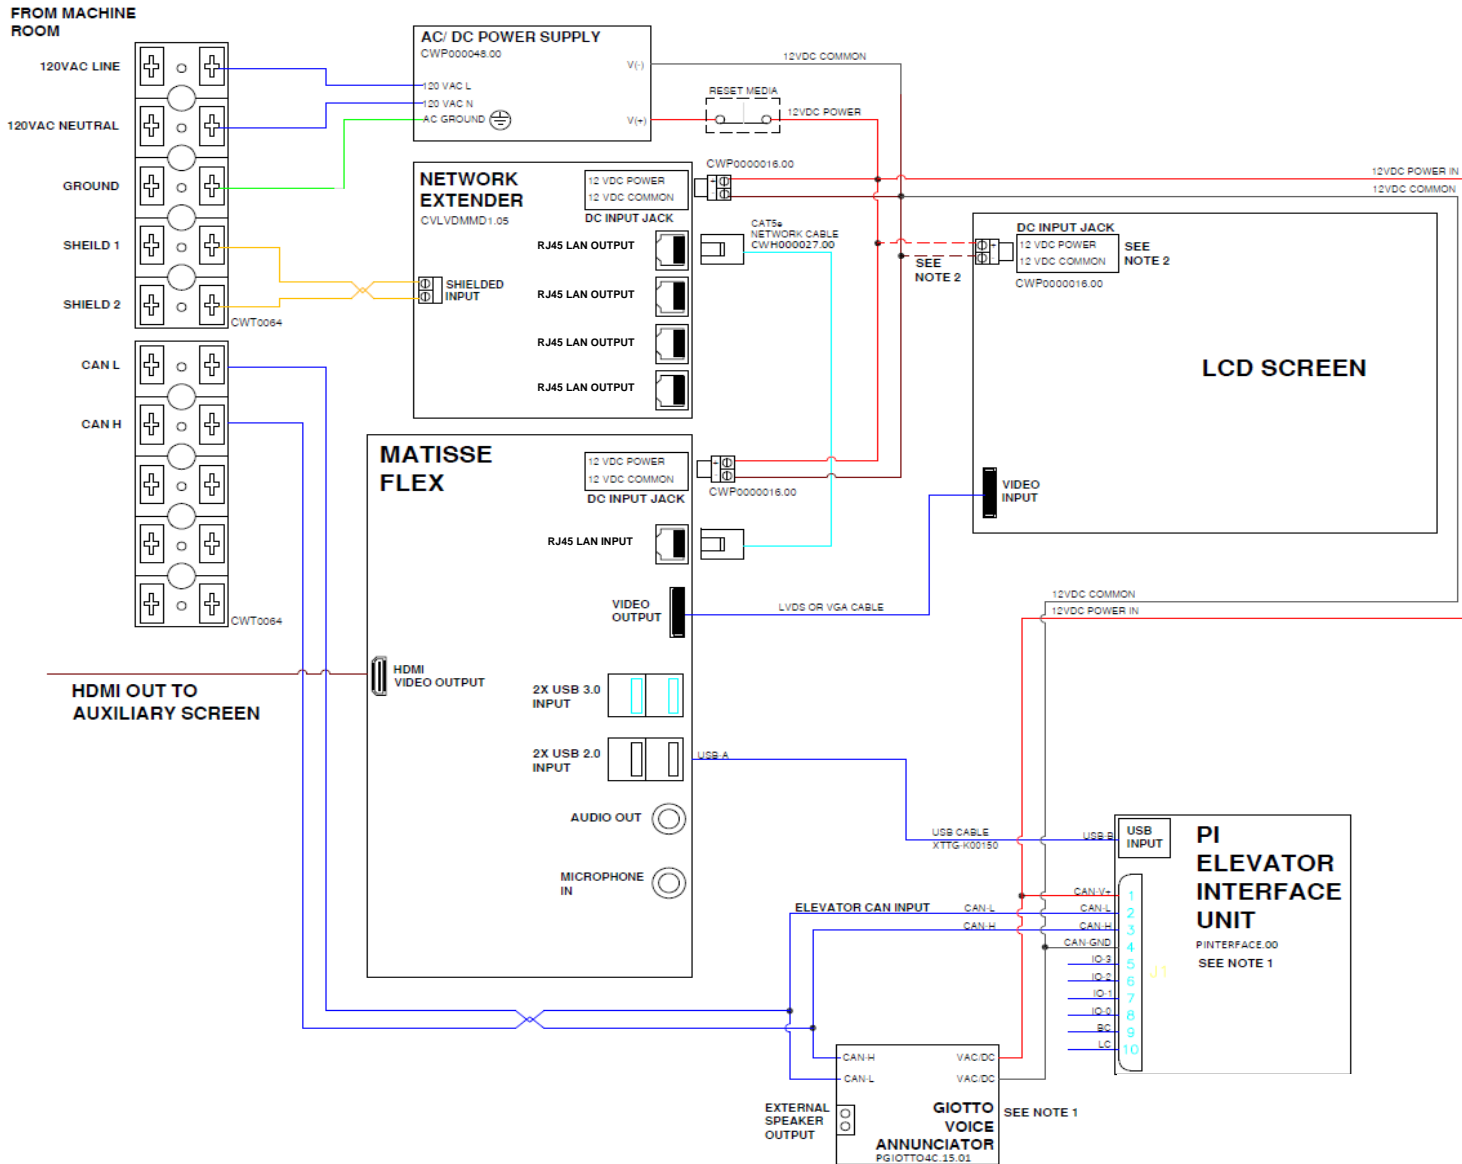 FROM MACHINE
ROOM
120VAC LINE
120VAC NEUTRAL
GROUND
SHEILD 1
SHIELD 2
CWT0064
CAN L
CAN H
CWT0064
AC/ DC POWER SUPPLY
CWP000048.00
V(-)
120 VAC L
120 VAC N
AC GROUND
V(+)
12VDC COMMON
RESET MEDIA
12VDC POWER
NETWORK
EXTENDER
CVLVDMMD1.05
12 VDC POWER
12 VDC COMMON
DC INPUT JACK
CWP0000016.00
RJ45 LAN OUTPUT
RJ45 LAN OUTPUT
RJ45 LAN OUTPUT
RJ45 LAN OUTPUT
SHIELDED
INPUT
CAT5e
NETWORK CABLE
CWH000027.00
12VDC POWER IN
12VDC COMMON
DC INPUT JACK
12 VDC POWER
12 VDC COMMON
+
-
SEE
NOTE 2
CWP0000016.00
SEE
NOTE 2
LCD SCREEN
VIDEO
INPUT
MATISSE
FLEX
12 VDC POWER
12 VDC COMMON
DC INPUT JACK
+
-
CWP0000016.00
RJ45 LAN INPUT
VIDEO
OUTPUT
LVDS OR VGA CABLE
12VDC COMMON
12VDC POWER IN
HDMI
VIDEO OUTPUT
HDMI OUT TO
AUXILIARY SCREEN
2X USB 3.0
INPUT
2X USB 2.0
INPUT
USB A
AUDIO OUT
MICROPHONE
IN
USB CABLE
XTTG-K00150
USB B
USB
INPUT
PI
ELEVATOR
INTERFACE
UNIT
PINTERFACE.00
SEE NOTE 1
ELEVATOR CAN INPUT
CAN-L
CAN-H
CAN-V+ 1
CAN-L 2
CAN-H 3
CAN-GND 4
IO-3 5
IO-2 6
IO-1 7
IO-0 8
BC 9
LC 10
J1
CAN-H
CAN-L
VAC/DC
VAC/DC
EXTERNAL
SPEAKER
OUTPUT
GIOTTO
VOICE
ANNUNCIATOR
PGIOTTO4C.15.01
SEE NOTE 1